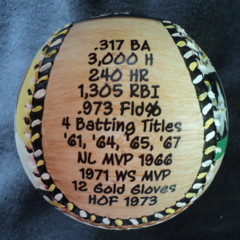 .317 BA
3,000 H
240 HR
1,305 RBI
.973 Fld%
4 Batting Titles
'61, '64, '65, '67
NL MVP 1966
1971 WS MVP
12 Gold Gloves
HOF 1973